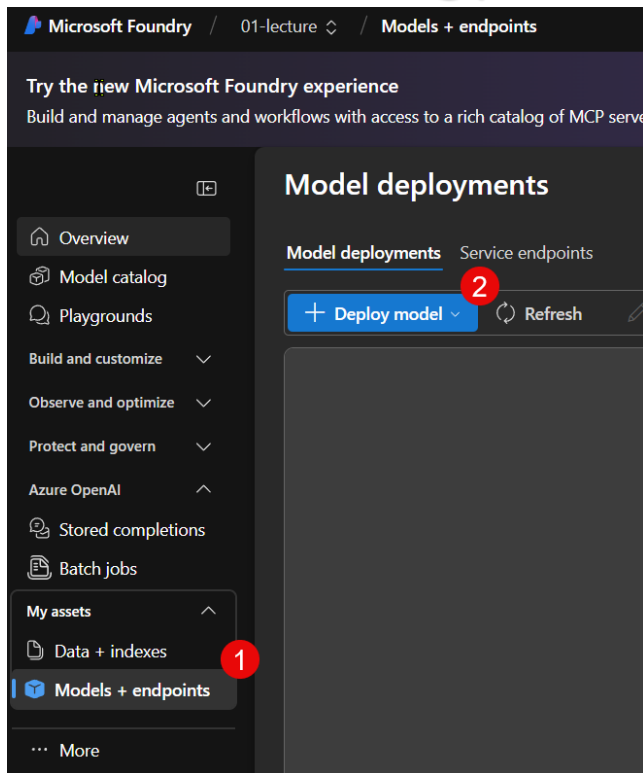 Microsoft Foundry / 01-lecture / Models + endpoints
Try the new Microsoft Foundry experience
Build and manage agents and workflows with access to a rich catalog of MCP serve
Model deployments
Overview
Model deployments Service endpoints
Model catalog
2
Playgrounds
+ Deploy model Refresh
Build and customize
Observe and optimize
Protect and govern
Azure OpenAI
Stored completions
Batch jobs
My assets
Data + indexes
1
Models + endpoints
... More